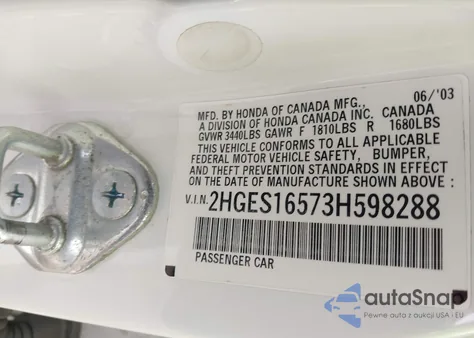 06/'03
MFD. BY HONDA OF CANADA MFG.,
A DIVISION OF HONDA CANADA INC. CANADA
GVWR 3440LBS GAWR F 1810LBS R 1680LBS
THIS VEHICLE CONFORMS TO ALL APPLICABLE
FEDERAL MOTOR VEHICLE SAFETY, BUMPER,
AND THEFT PREVENTION STANDARDS IN EFFECT
ON THE DATE OF MANUFACTURE SHOWN ABOVE :
V.I.N. 2HGES16573H598288
PASSENGER CAR
autoSnap
Pewne auta z aukcji USA i EU